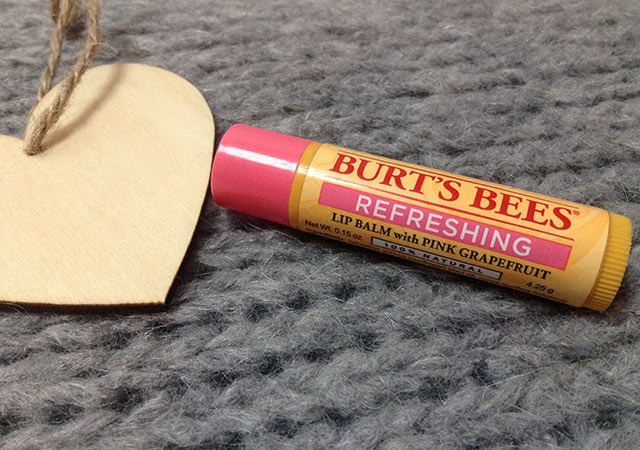 BURT'S BEES®
REFRESHING
LIP BALM with PINK GRAPEFRUIT
Net Wt. 0.15 oz
100% NATURAL
4.25 g